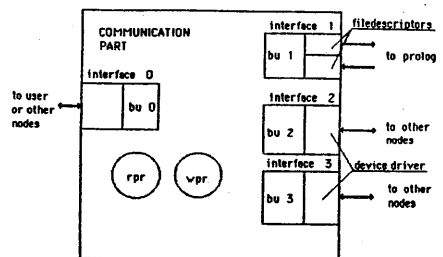 COMMUNICATION
PART
interface 0
bu 0
to user
or other
nodes
rpr
wpr
interface 1
bu 1
filedescriptors
to prolog
interface 2
bu 2
to other
nodes
interface 3
device driver
bu 3
to other
nodes